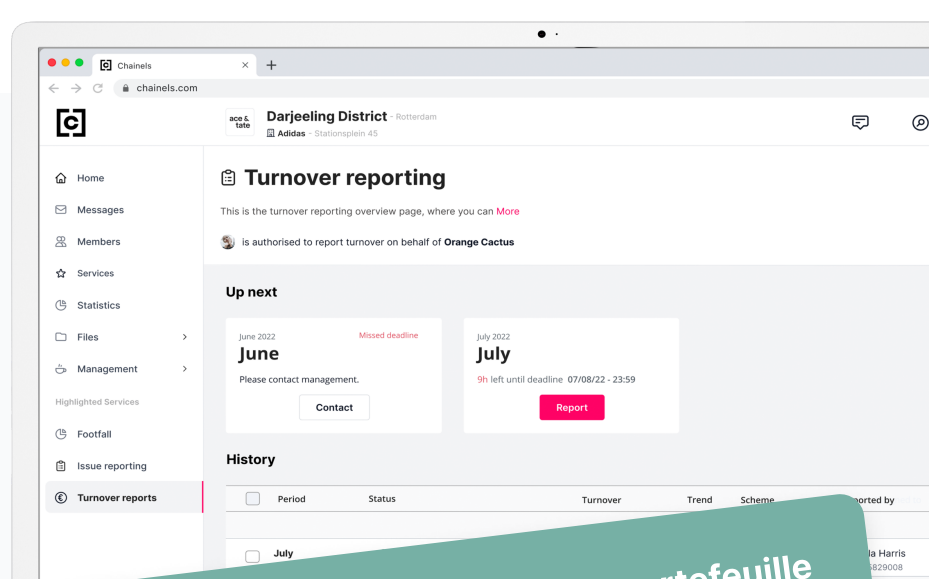 Chainels
chainels.com
ace & tate
Darjeeling District - Rotterdam
Adidas - Stationsplein 45
Home
Messages
Members
Services
Statistics
Files
Management
Highlighted Services
Footfall
Issue reporting
Turnover reports
Turnover reporting
This is the turnover reporting overview page, where you can More
is authorised to report turnover on behalf of Orange Cactus
Up next
June 2022
Missed deadline
June
Please contact management.
Contact
July 2022
July
9h left until deadline 07/08/22 - 23:59
Report
History
Period Status Turnover Trend Scheme orted by
July
Harris
829008